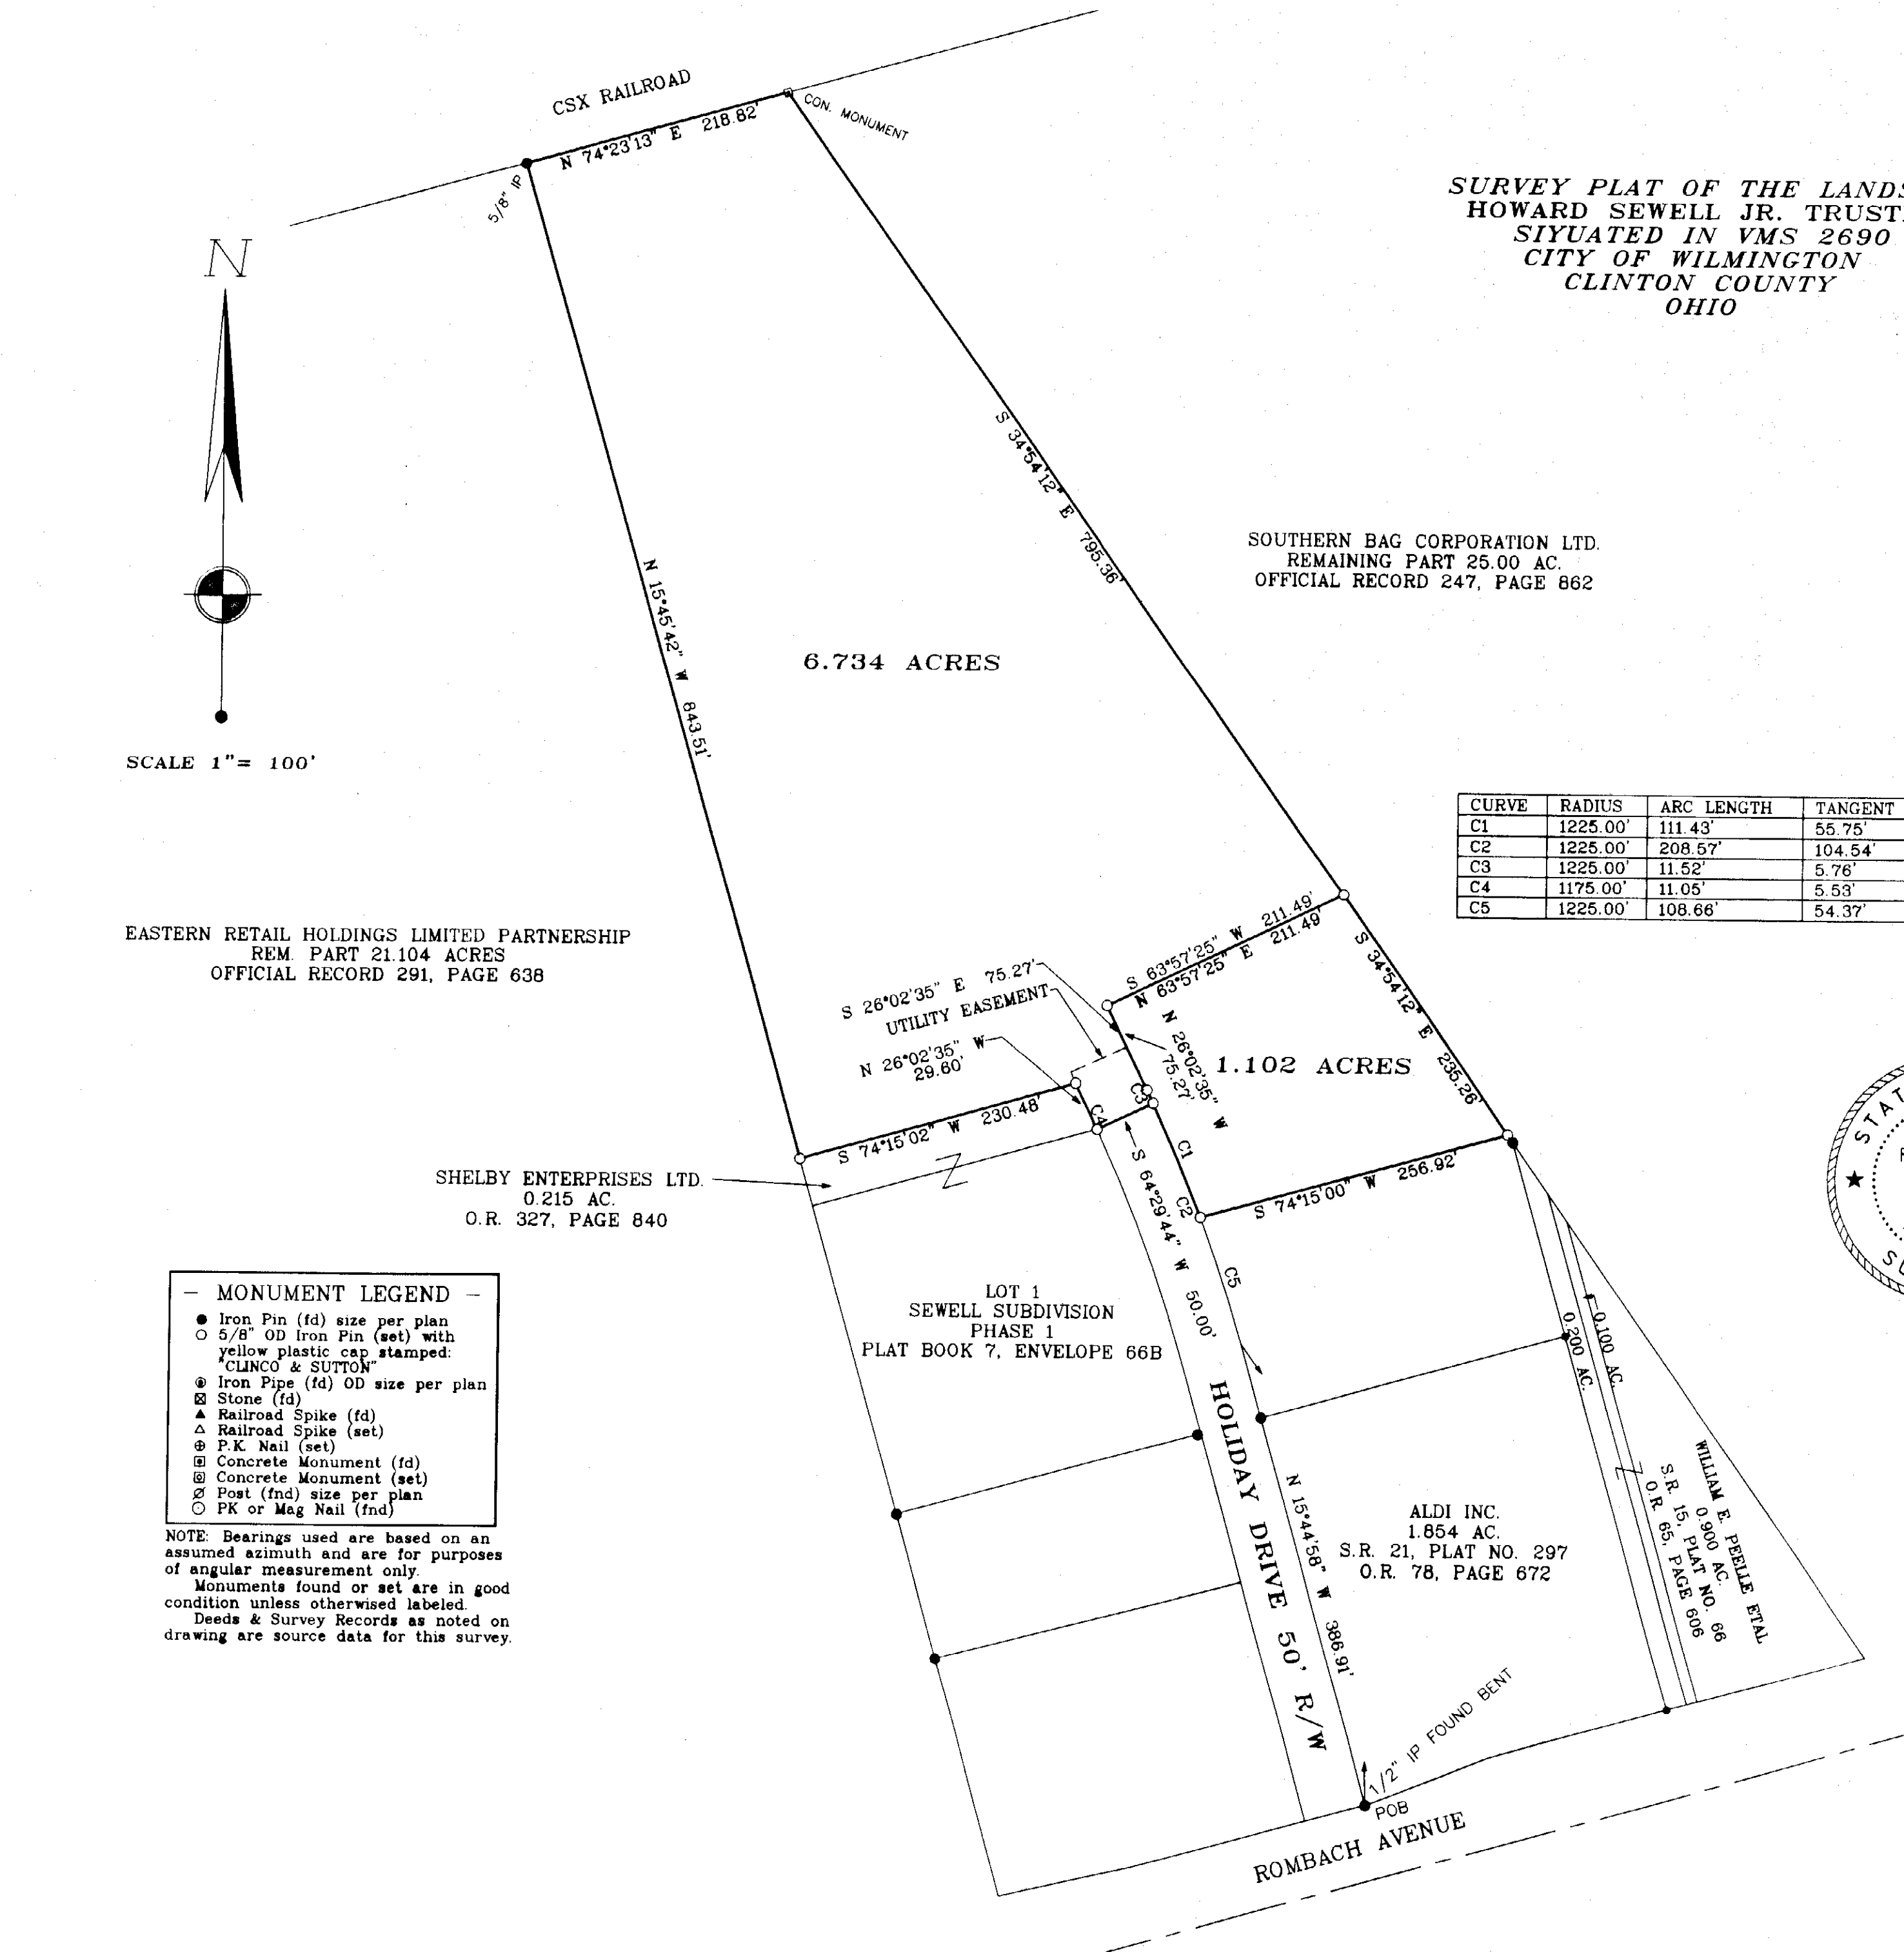 CSX RAILROAD
N 74°23'13" E 218.82'
CON. MONUMENT
5/8" IP
N
SURVEY PLAT OF THE LANDS
HOWARD SEWELL JR. TRUST
SIYUATED IN VMS 2690
CITY OF WILMINGTON
CLINTON COUNTY
OHIO
S 34°54'12" E 795.36'
SOUTHERN BAG CORPORATION LTD.
REMAINING PART 25.00 AC.
OFFICIAL RECORD 247, PAGE 862
N 15°45'42" W 843.51'
6.734 ACRES
SCALE 1"= 100'
CURVE RADIUS ARC LENGTH TANGENT
C1 1225.00' 111.43' 55.75'
C2 1225.00' 208.57' 104.54'
C3 1225.00' 11.52' 5.76'
C4 1175.00' 11.05' 5.53'
C5 1225.00' 108.66' 54.37'
EASTERN RETAIL HOLDINGS LIMITED PARTNERSHIP
REM. PART 21.104 ACRES
OFFICIAL RECORD 291, PAGE 638
S 63°57'25" W 211.49'
N 63°57'25" E 211.49'
S 34°54'12" E 235.26'
S 26°02'35" E 75.27'
UTILITY EASEMENT
N 26°02'35" W
29.60'
N 26°02'35" W
75.27'
1.102 ACRES
C3
C4
C1
C2
C5
S 74°15'02" W 230.48'
S 64°29'44" W 50.00'
S 74°15'00" W 256.92'
SHELBY ENTERPRISES LTD.
0.215 AC.
O.R. 327, PAGE 840
Z
STAT
SU
LOT 1
SEWELL SUBDIVISION
PHASE 1
PLAT BOOK 7, ENVELOPE 66B
0.200 AC.
0.100 AC.
— MONUMENT LEGEND —
Iron Pin (fd) size per plan
5/8" OD Iron Pin (set) with
yellow plastic cap stamped:
"CLINCO & SUTTON"
Iron Pipe (fd) OD size per plan
Stone (fd)
Railroad Spike (fd)
Railroad Spike (set)
P.K. Nail (set)
Concrete Monument (fd)
Concrete Monument (set)
Post (fnd) size per plan
PK or Mag Nail (fnd)
NOTE: Bearings used are based on an
assumed azimuth and are for purposes
of angular measurement only.
Monuments found or set are in good
condition unless otherwised labeled.
Deeds & Survey Records as noted on
drawing are source data for this survey.
HOLIDAY DRIVE 50' R/W
N 15°44'58" W 386.91'
ALDI INC.
1.854 AC.
S.R. 21, PLAT NO. 297
O.R. 78, PAGE 672
WILLIAM E. PEELLE ETAL
0.900 AC.
S.R. 15, PLAT NO. 66
O.R 65, PAGE 606
Z
1/2" IP FOUND BENT
POB
ROMBACH AVENUE